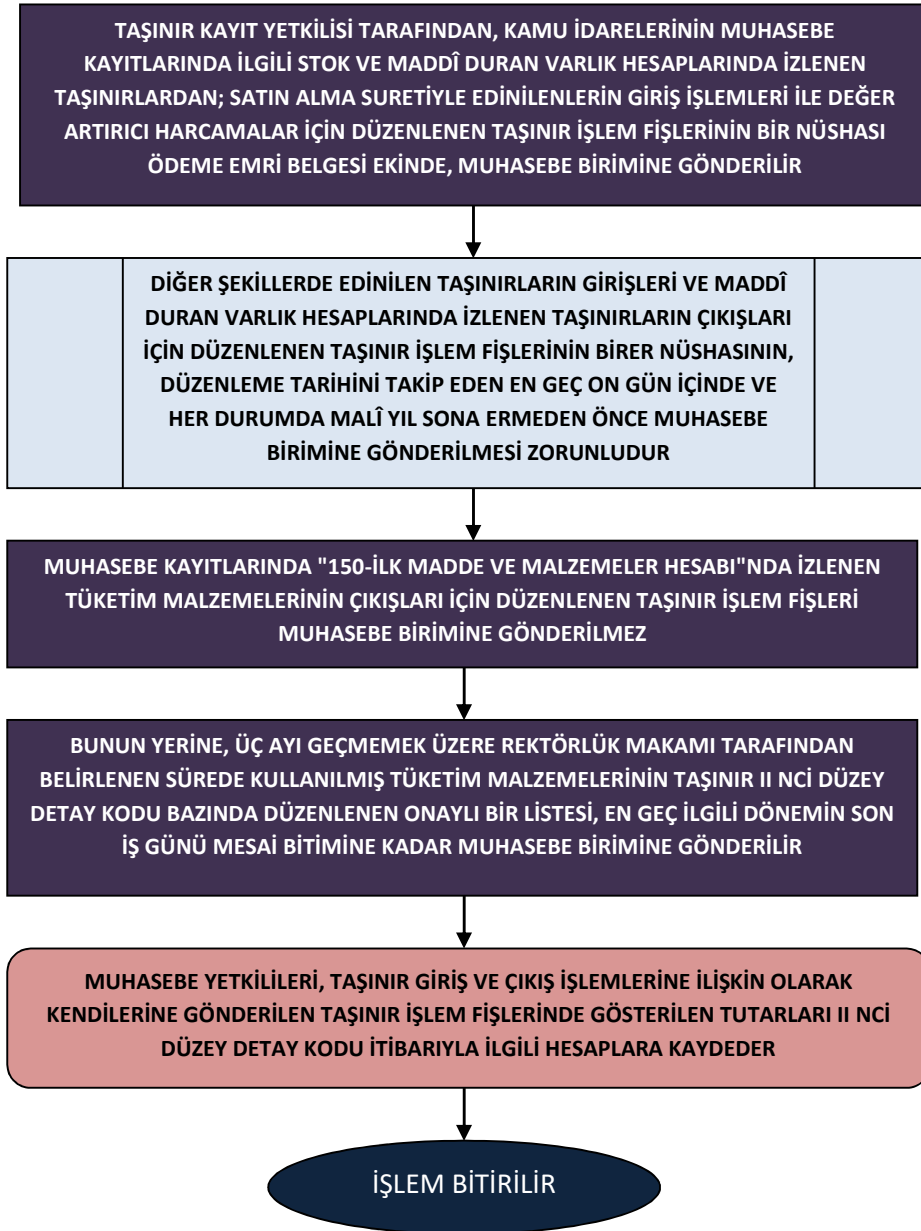 TAŞINIR KAYIT YETKİLİSİ TARAFINDAN, KAMU İDARELERİNİN MUHASEBE
KAYITLARINDA İLGİLİ STOK VE MADDÎ DURAN VARLIK HESAPLARINDA İZLENEN
TAŞINIRLARDAN; SATIN ALMA SURETİYLE EDİNİLENLERİN GİRİŞ İŞLEMLERİ İLE DEĞER
ARTIRICI HARCAMALAR İÇİN DÜZENLENEN TAŞINIR İŞLEM FİŞLERİNİN BİR NÜSHASI
ÖDEME EMRİ BELGESİ EKİNDE, MUHASEBE BİRİMİNE GÖNDERİLİR
DİĞER ŞEKİLLERDE EDİNİLEN TAŞINIRLARIN GİRİŞLERİ VE MADDÎ
DURAN VARLIK HESAPLARINDA İZLENEN TAŞINIRLARIN ÇIKIŞLARI
İÇİN DÜZENLENEN TAŞINIR İŞLEM FİŞLERİNİN BİRER NÜSHASININ,
DÜZENLEME TARİHİNİ TAKİP EDEN EN GEÇ ON GÜN İÇİNDE VE
HER DURUMDA MALÎ YIL SONA ERMEDEN ÖNCE MUHASEBE
BİRİMİNE GÖNDERİLMESİ ZORUNLUDUR
MUHASEBE KAYITLARINDA "150-İLK MADDE VE MALZEMELER HESABI"NDA İZLENEN
TÜKETİM MALZEMELERİNİN ÇIKIŞLARI İÇİN DÜZENLENEN TAŞINIR İŞLEM FİŞLERİ
MUHASEBE BİRİMİNE GÖNDERİLMEZ
BUNUN YERİNE, ÜÇ AYI GEÇMEMEK ÜZERE REKTÖRLÜK MAKAMI TARAFINDAN
BELİRLENEN SÜREDE KULLANILMIŞ TÜKETİM MALZEMELERİNİN TAŞINIR II NCİ DÜZEY
DETAY KODU BAZINDA DÜZENLENEN ONAYLI BİR LİSTESİ, EN GEÇ İLGİLİ DÖNEMİN SON
İŞ GÜNÜ MESAİ BİTİMİNE KADAR MUHASEBE BİRİMİNE GÖNDERİLİR
MUHASEBE YETKİLİLERİ, TAŞINIR GİRİŞ VE ÇIKIŞ İŞLEMLERİNE İLİŞKİN OLARAK
KENDİLERİNE GÖNDERİLEN TAŞINIR İŞLEM FİŞLERİNDE GÖSTERİLEN TUTARLARI II NCİ
DÜZEY DETAY KODU İTİBARIYLA İLGİLİ HESAPLARA KAYDEDER
İŞLEM BİTİRİLİR